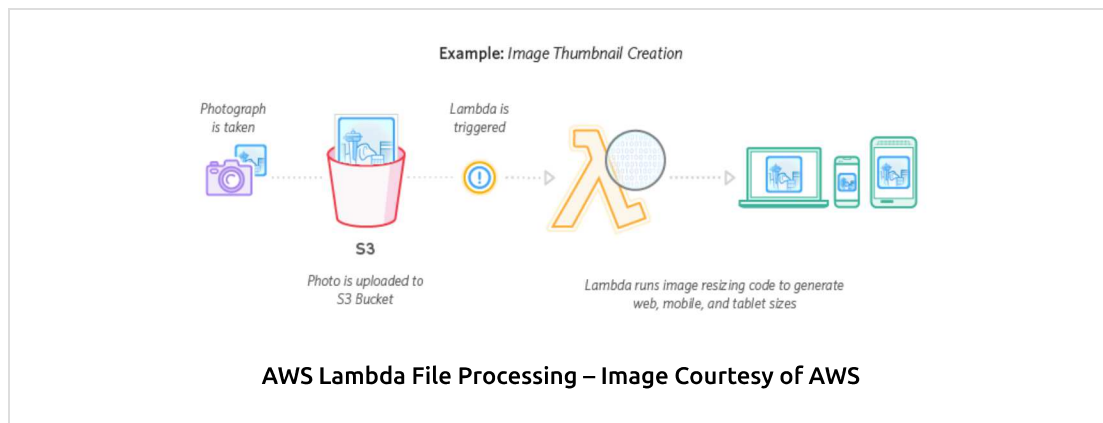 Example: Image Thumbnail Creation
Photograph
is taken
Lambda is
triggered
S3
Photo is uploaded to
S3 Bucket
Lambda runs image resizing code to generate
web, mobile, and tablet sizes
AWS Lambda File Processing – Image Courtesy of AWS